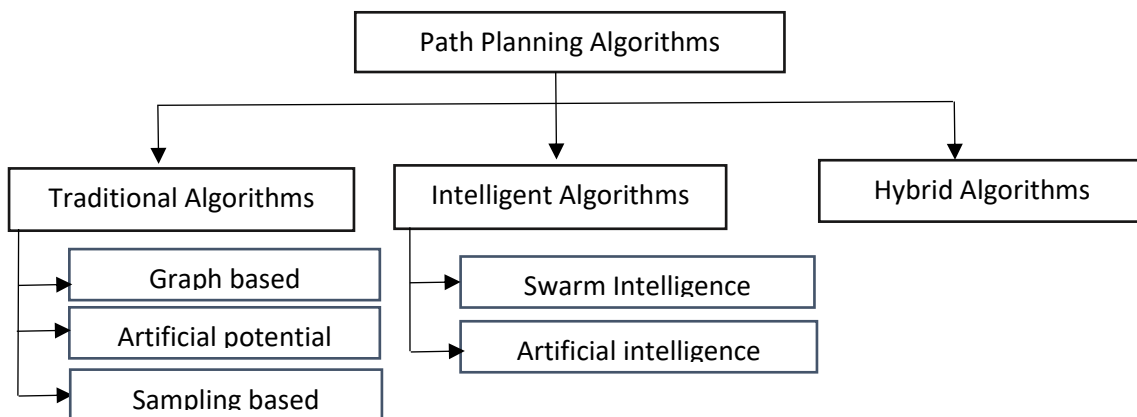 Path Planning Algorithms
Traditional Algorithms
Intelligent Algorithms
Hybrid Algorithms
Graph based
Artificial potential
Sampling based
Swarm Intelligence
Artificial intelligence